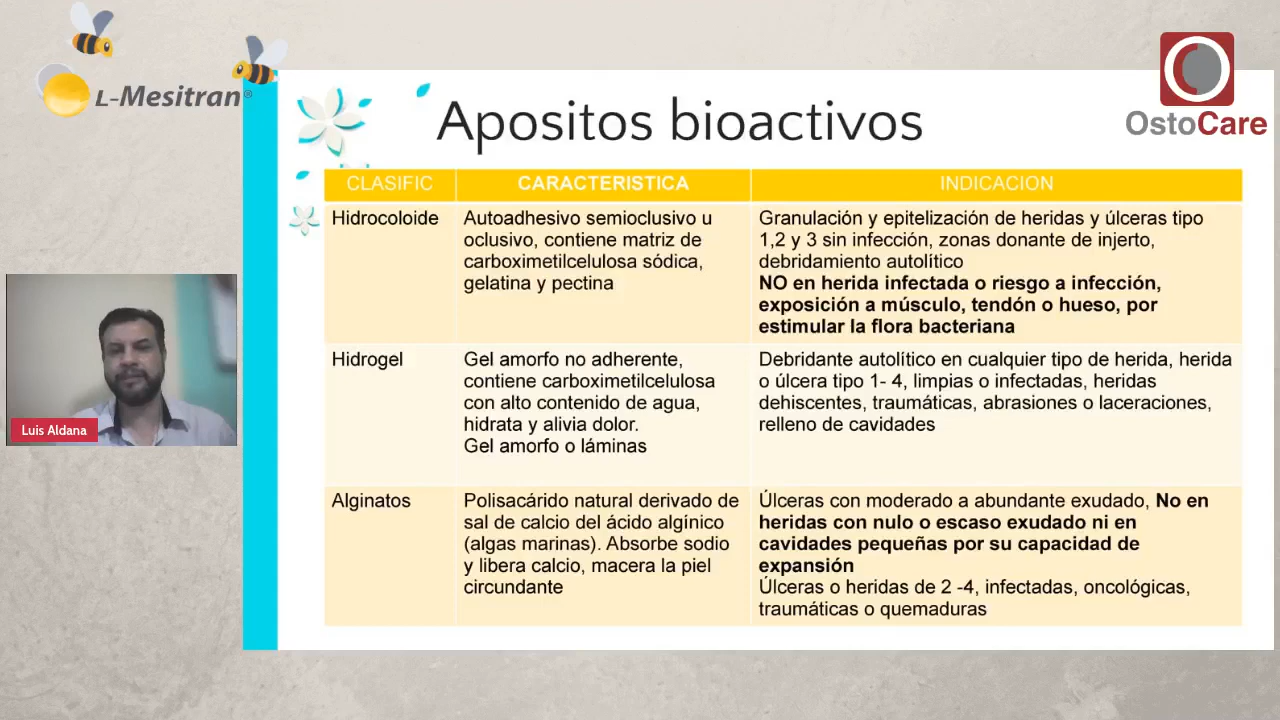 L-Mesitran®
OstoCare
Apositos bioactivos
CLASIFIC
CARACTERISTICA
INDICACION
Hidrocoloide
Autoadhesivo semioclusivo u
oclusivo, contiene matriz de
carboximetilcelulosa sódica,
gelatina y pectina
Granulación y epitelización de heridas y úlceras tipo
1,2 y 3 sin infección, zonas donante de injerto,
debridamiento autolítico
NO en herida infectada o riesgo a infección,
exposición a músculo, tendón o hueso, por
estimular la flora bacteriana
Hidrogel
Gel amorfo no adherente,
contiene carboximetilcelulosa
con alto contenido de agua,
hidrata y alivia dolor.
Gel amorfo o láminas
Debridante autolítico en cualquier tipo de herida, herida
o úlcera tipo 1- 4, limpias o infectadas, heridas
dehiscentes, traumáticas, abrasiones o laceraciones,
relleno de cavidades
Alginatos
Polisacárido natural derivado de
sal de calcio del ácido algínico
(algas marinas). Absorbe sodio
y libera calcio, macera la piel
circundante
Úlceras con moderado a abundante exudado, No en
heridas con nulo o escaso exudado ni en
cavidades pequeñas por su capacidad de
expansión
Úlceras o heridas de 2 -4, infectadas, oncológicas,
traumáticas o quemaduras
Luis Aldana